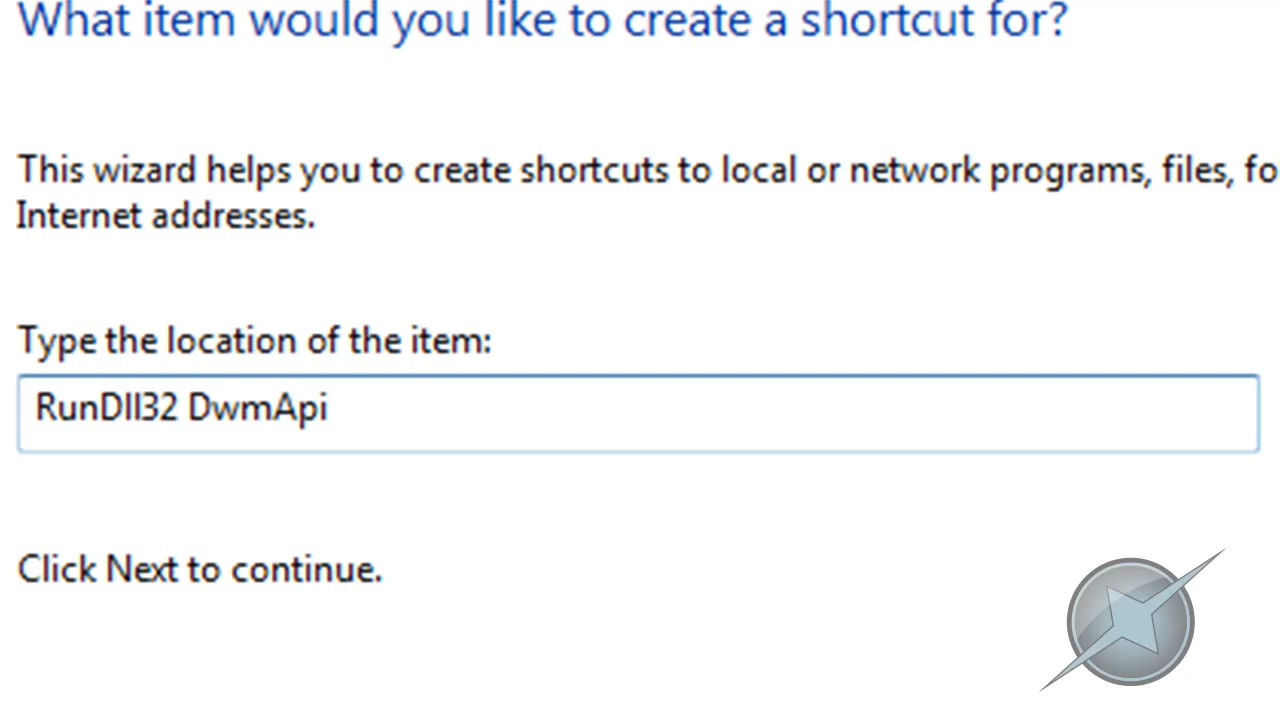 What item would you like to create a shortcut for?
This wizard helps you to create shortcuts to local or network programs, files, fo
Internet addresses.
Type the location of the item:
RunDll32 DwmApi
Click Next to continue.